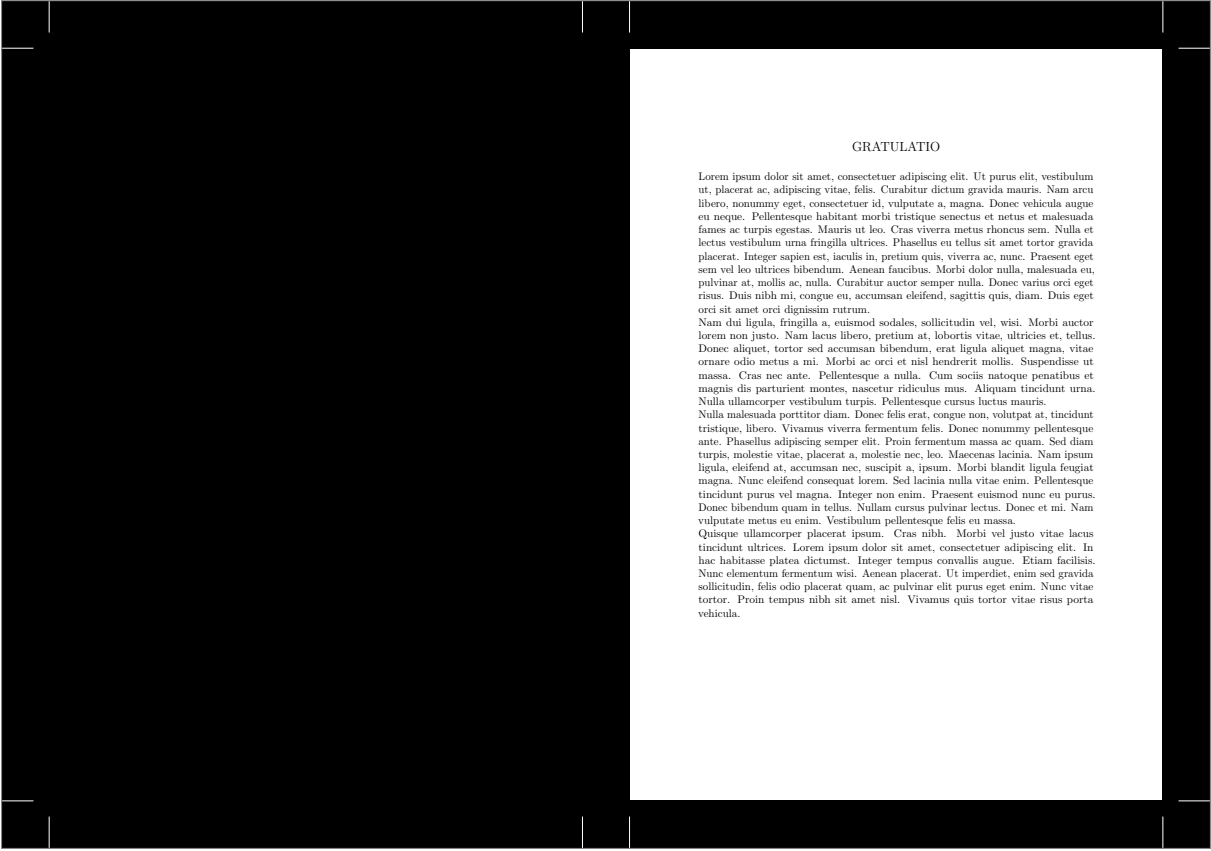 GRATULATIO
Lorem ipsum dolor sit amet, consectetuer adipiscing elit. Ut purus elit, vestibulum
ut, placerat ac, adipiscing vitae, felis. Curabitur dictum gravida mauris. Nam arcu
libero, nonummy eget, consectetuer id, vulputate a, magna. Donec vehicula augue
eu neque. Pellentesque habitant morbi tristique senectus et netus et malesuada
fames ac turpis egestas. Mauris ut leo. Cras viverra metus rhoncus sem. Nulla et
lectus vestibulum urna fringilla ultrices. Phasellus eu tellus sit amet tortor gravida
placerat. Integer sapien est, iaculis in, pretium quis, viverra ac, nunc. Praesent eget
sem vel leo ultrices bibendum. Aenean faucibus. Morbi dolor nulla, malesuada eu,
pulvinar at, mollis ac, nulla. Curabitur auctor semper nulla. Donec varius orci eget
risus. Duis nibh mi, congue eu, accumsan eleifend, sagittis quis, diam. Duis eget
orci sit amet orci dignissim rutrum.
Nam dui ligula, fringilla a, euismod sodales, sollicitudin vel, wisi. Morbi auctor
lorem non justo. Nam lacus libero, pretium at, lobortis vitae, ultricies et, tellus.
Donec aliquet, tortor sed accumsan bibendum, erat ligula aliquet magna, vitae
ornare odio metus a mi. Morbi ac orci et nisl hendrerit mollis. Suspendisse ut
massa. Cras nec ante. Pellentesque a nulla. Cum sociis natoque penatibus et
magnis dis parturient montes, nascetur ridiculus mus. Aliquam tincidunt urna.
Nulla ullamcorper vestibulum turpis. Pellentesque cursus luctus mauris.
Nulla malesuada porttitor diam. Donec felis erat, congue non, volutpat at, tincidunt
tristique, libero. Vivamus viverra fermentum felis. Donec nonummy pellentesque
ante. Phasellus adipiscing semper elit. Proin fermentum massa ac quam. Sed diam
turpis, molestie vitae, placerat a, molestie nec, leo. Maecenas lacinia. Nam ipsum
ligula, eleifend at, accumsan nec, suscipit a, ipsum. Morbi blandit ligula feugiat
magna. Nunc eleifend consequat lorem. Sed lacinia nulla vitae enim. Pellentesque
tincidunt purus vel magna. Integer non enim. Praesent euismod nunc eu purus.
Donec bibendum quam in tellus. Nullam cursus pulvinar lectus. Donec et mi. Nam
vulputate metus eu enim. Vestibulum pellentesque felis eu massa.
Quisque ullamcorper placerat ipsum. Cras nibh. Morbi vel justo vitae lacus
tincidunt ultrices. Lorem ipsum dolor sit amet, consectetuer adipiscing elit. In
hac habitasse platea dictumst. Integer tempus convallis augue. Etiam facilisis.
Nunc elementum fermentum wisi. Aenean placerat. Ut imperdiet, enim sed gravida
sollicitudin, felis odio placerat quam, ac pulvinar elit purus eget enim. Nunc vitae
tortor. Proin tempus nibh sit amet nisl. Vivamus quis tortor vitae risus porta
vehicula.